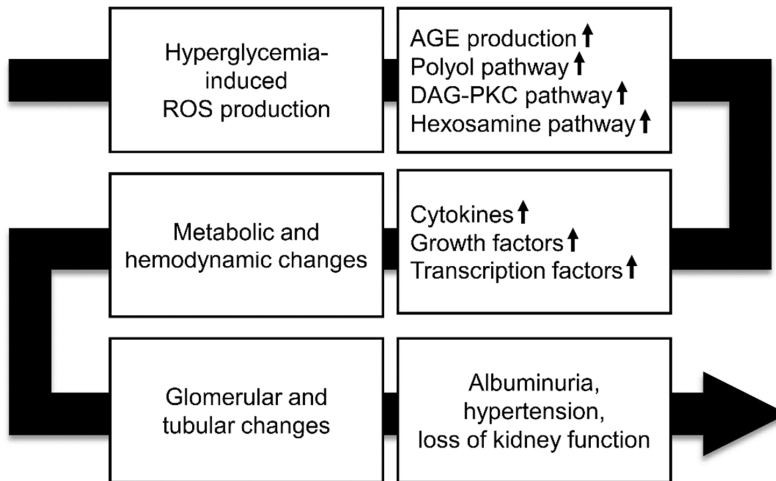 Hyperglycemia-
induced
ROS production
AGE production ↑
Polyol pathway ↑
DAG-PKC pathway ↑
Hexosamine pathway ↑
Metabolic and
hemodynamic changes
Cytokines ↑
Growth factors ↑
Transcription factors ↑
Glomerular and
tubular changes
Albuminuria,
hypertension,
loss of kidney function